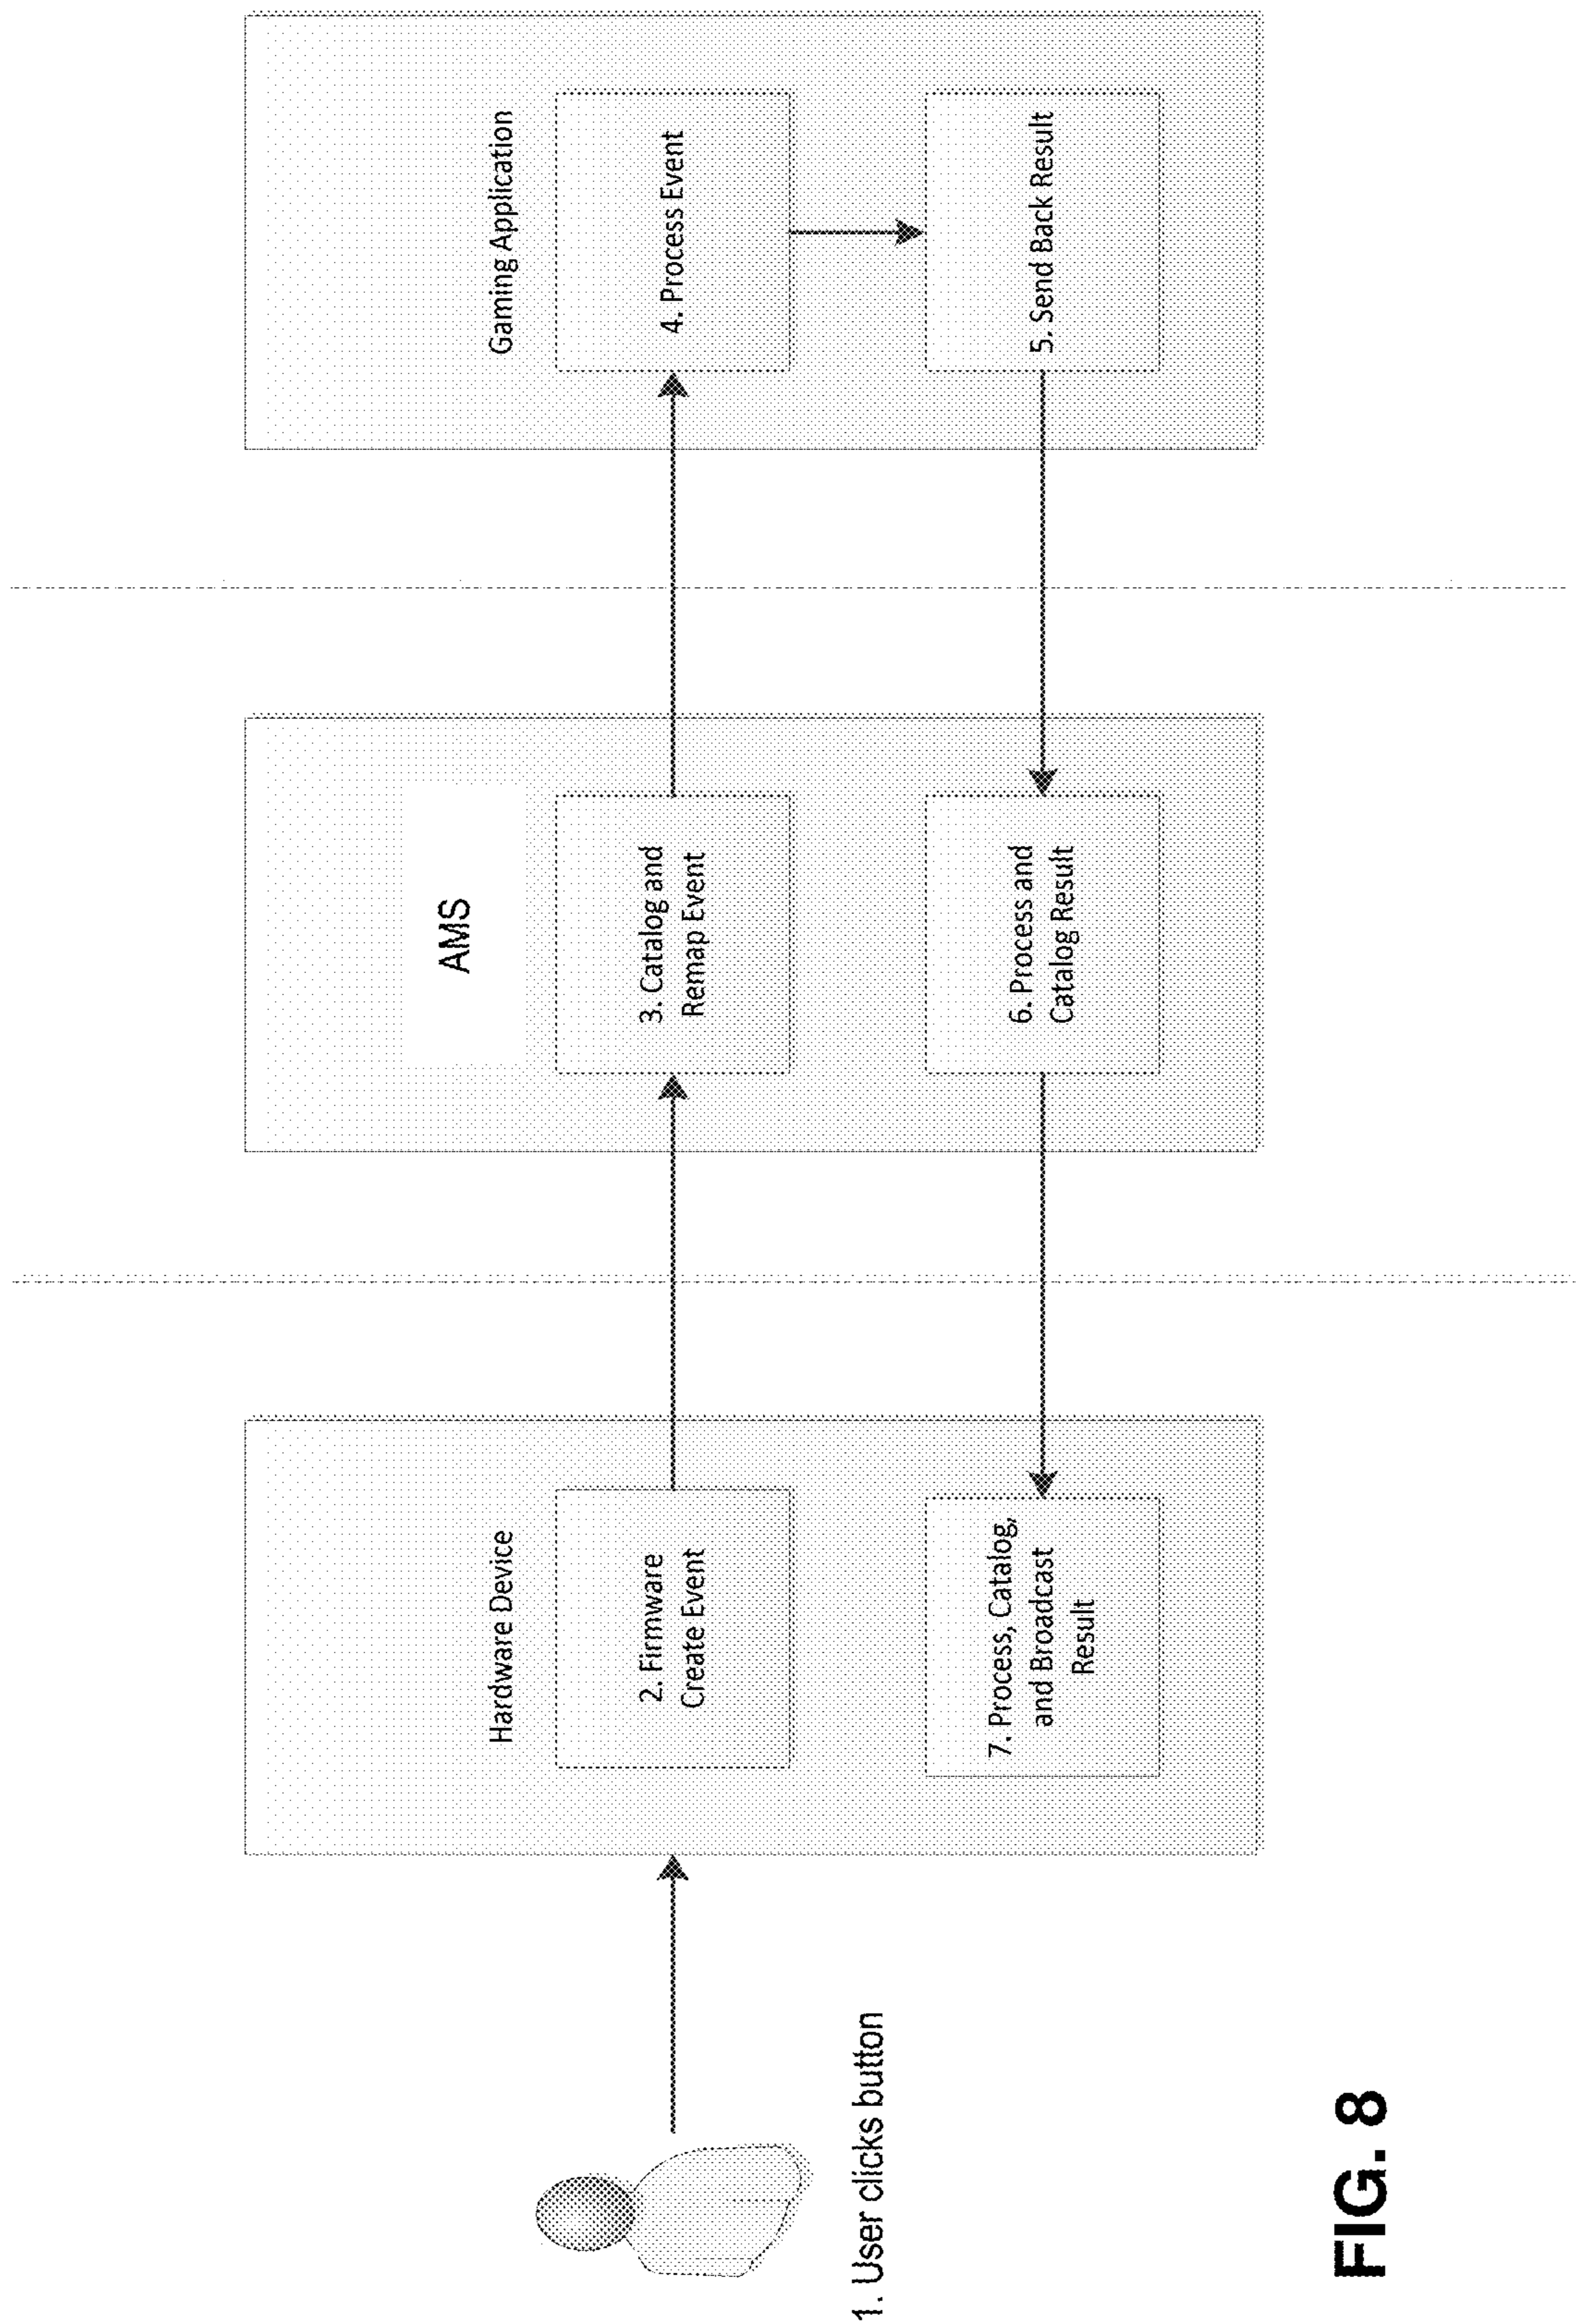 1. User clicks button
Hardware Device
2. Firmware
Create Event
7. Process, Catalog,
and Broadcast
Result
AMS
3. Catalog and
Remap Event
6. Process and
Catalog Result
Gaming Application
4. Process Event
5. Send Back Result
FIG. 8